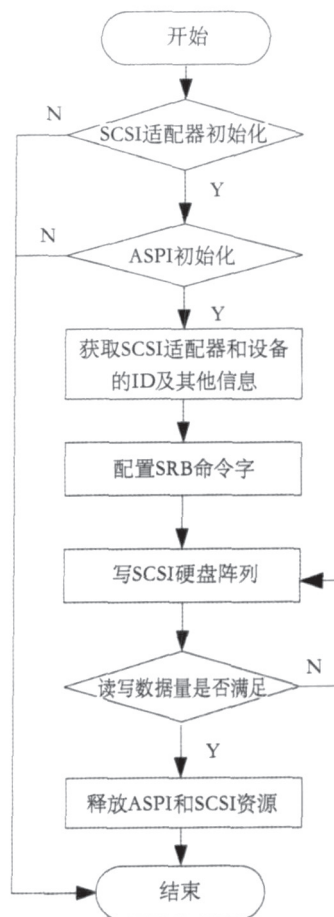 开始
N
SCSI适配器初始化
Y
N
ASPI初始化
Y
获取SCSI适配器和设备
的ID及其他信息
配置SRB命令字
写SCSI硬盘阵列
读写数据量是否满足
N
Y
释放ASPI和SCSI资源
结束